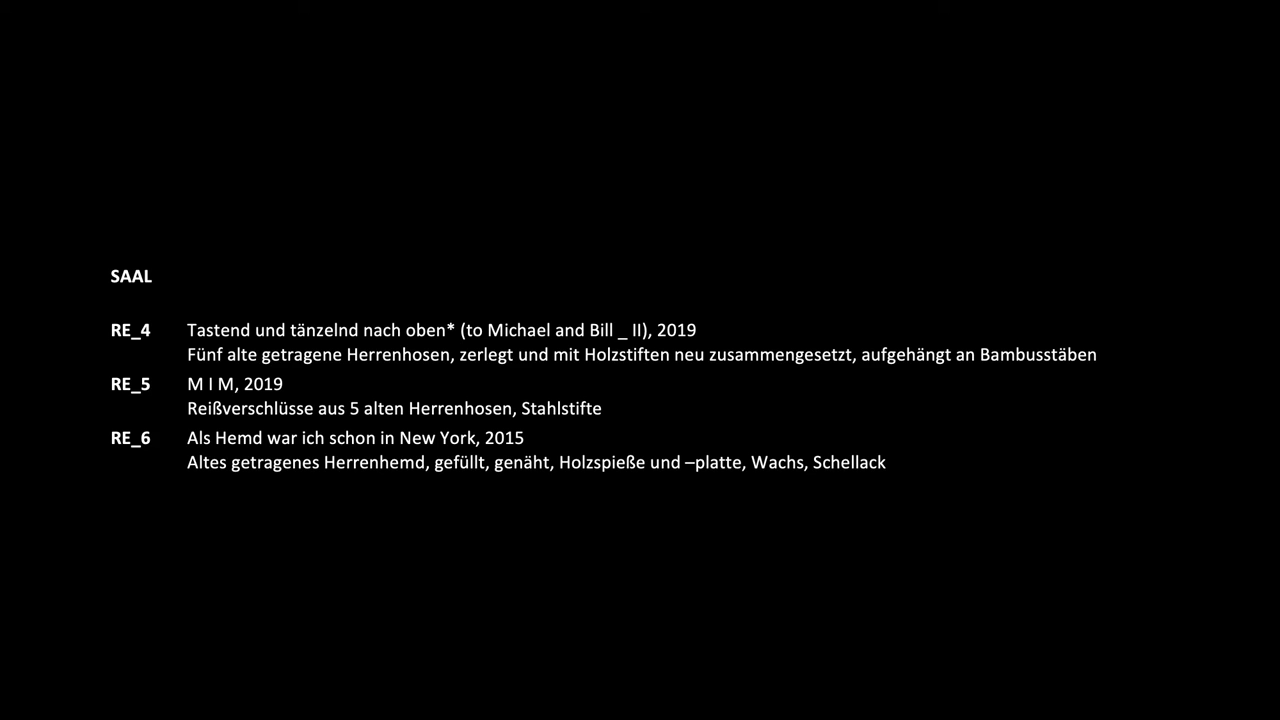 SAAL
RE_4 Tastend und tänzelnd nach oben* (to Michael and Bill _ II), 2019
Fünf alte getragene Herrenhosen, zerlegt und mit Holzstiften neu zusammengesetzt, aufgehängt an Bambusstäben
RE_5 M I M, 2019
Reißverschlüsse aus 5 alten Herrenhosen, Stahlstifte
RE_6 Als Hemd war ich schon in New York, 2015
Altes getragenes Herrenhemd, gefüllt, genäht, Holzspieße und –platte, Wachs, Schellack